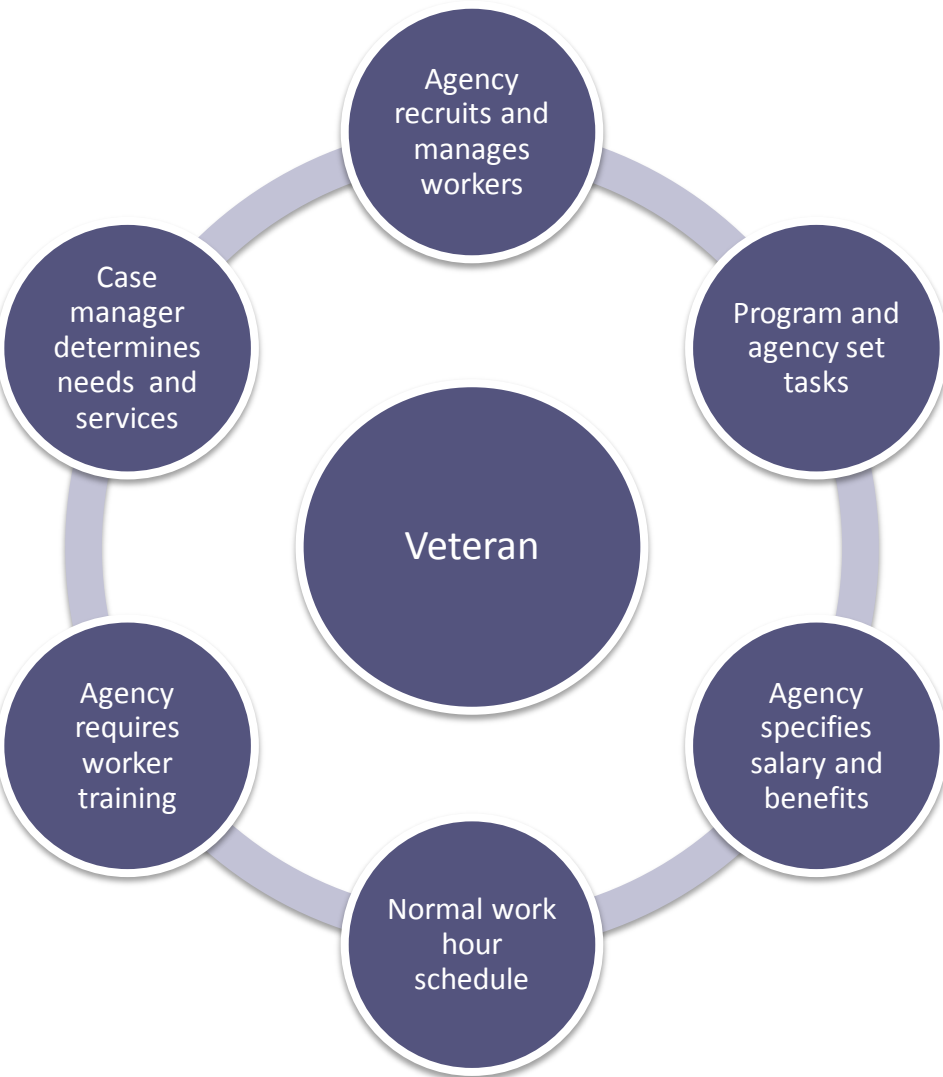 Agency
recruits and
manages
workers
Program and
agency set
tasks
Agency
specifies
salary and
benefits
Normal work
hour
schedule
Agency
requires
worker
training
Case
manager
determines
needs and
services
Veteran